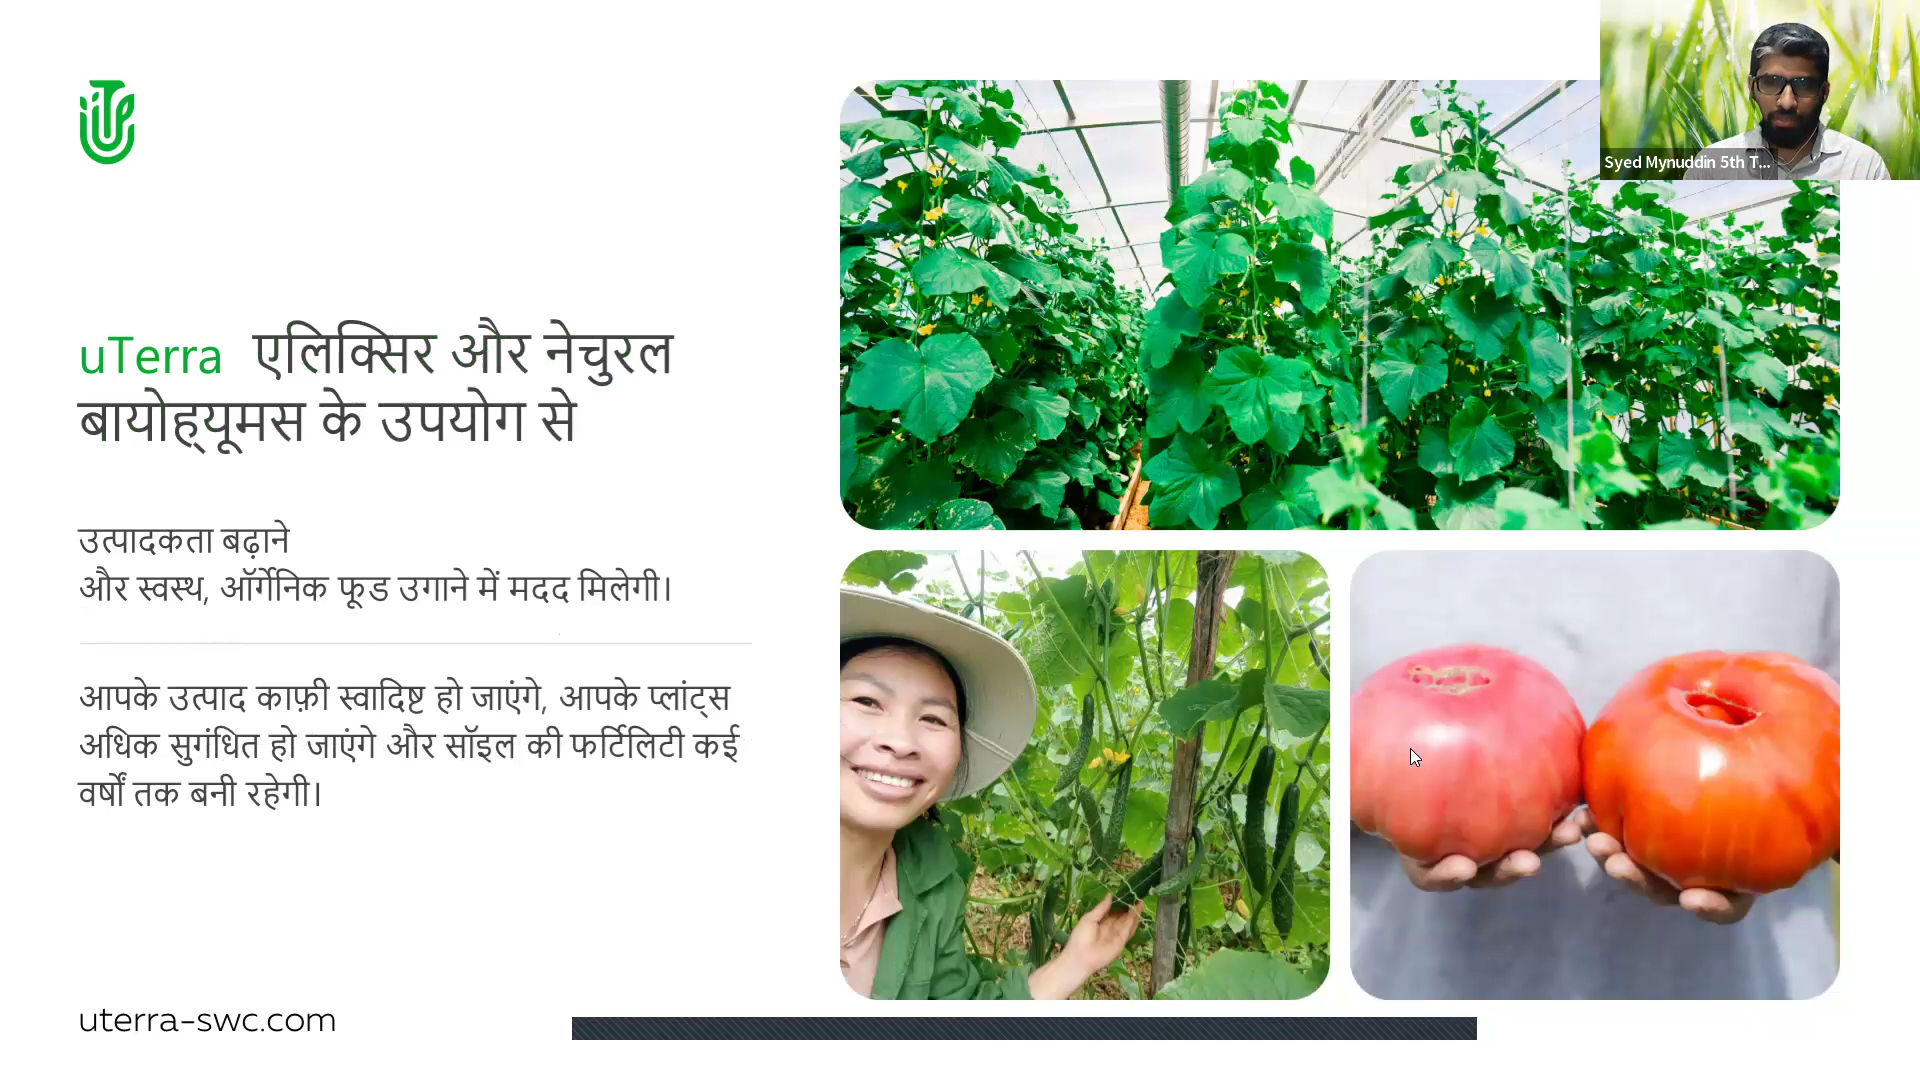 uTerra एलिक्सिर और नेचुरल
बायोह्यूमस के उपयोग से
उत्पादकता बढ़ाने
और स्वस्थ, ऑर्गेनिक फूड उगाने में मदद मिलेगी।
आपके उत्पाद काफ़ी स्वादिष्ट हो जाएंगे, आपके प्लांट्स
अधिक सुगंधित हो जाएंगे और सॉइल की फर्टिलिटी कई
वर्षों तक बनी रहेगी।
uterra-swc.com
Syed Mynuddin 5th T...